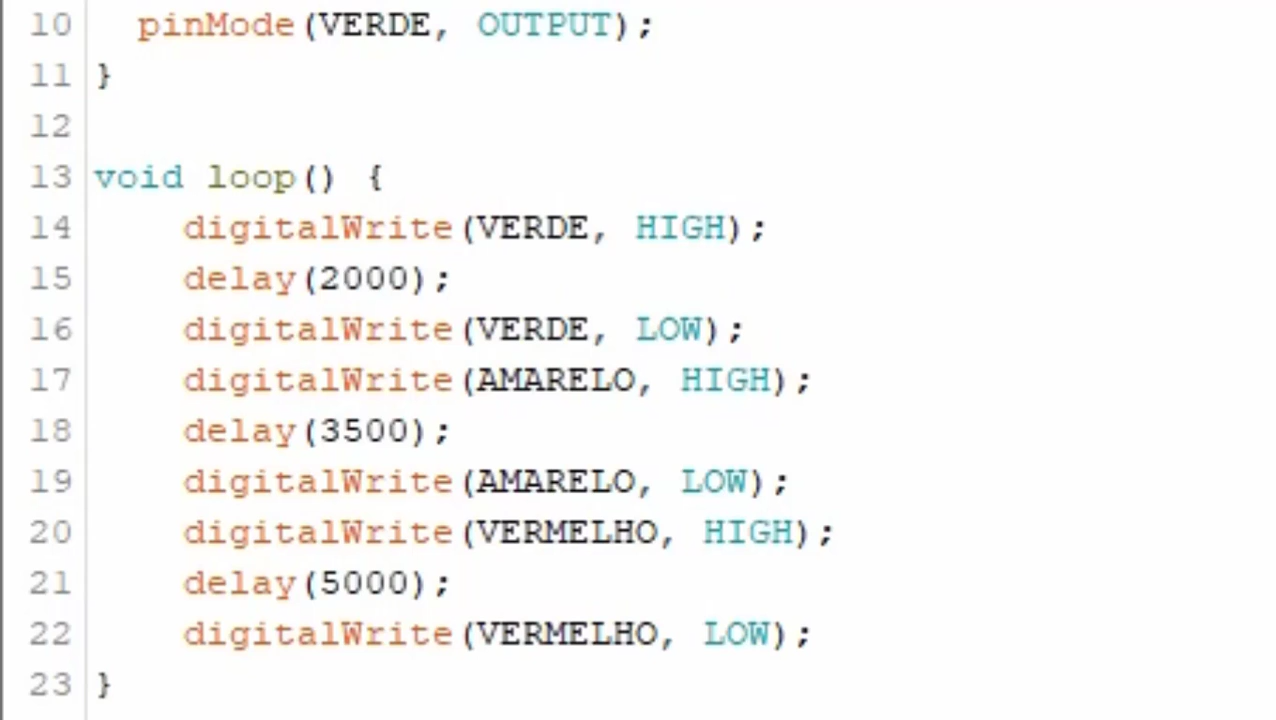 10 pinMode(VERDE, OUTPUT);
11 }
12
13 void loop() {
14 digitalWrite(VERDE, HIGH);
15 delay(2000);
16 digitalWrite(VERDE, LOW);
17 digitalWrite(AMARELO, HIGH);
18 delay(3500);
19 digitalWrite(AMARELO, LOW);
20 digitalWrite(VERMELHO, HIGH);
21 delay(5000);
22 digitalWrite(VERMELHO, LOW);
23 }